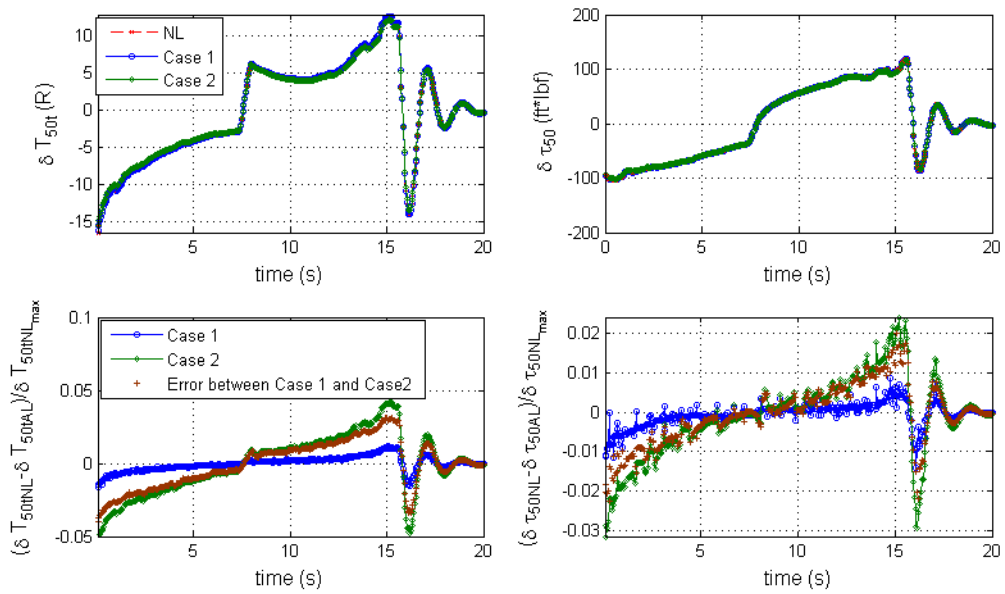 10
5
0
-5
-10
-15
δ T50t (R)
NL
Case 1
Case 2
5
10
15
20
time (s)
200
100
0
-100
-200
δ τ50 (ft*lbf)
0
5
10
15
20
time (s)
0.1
0.05
0
-0.05
(δ T50tNL-δ T50tAL)/δ T50tNLmax
Case 1
Case 2
Error between Case 1 and Case2
5
10
15
20
time (s)
0.02
0.01
0
-0.01
-0.02
-0.03
(δ τ50NL-δ τ50AL)/δ τ50NLmax
5
10
15
20
time (s)